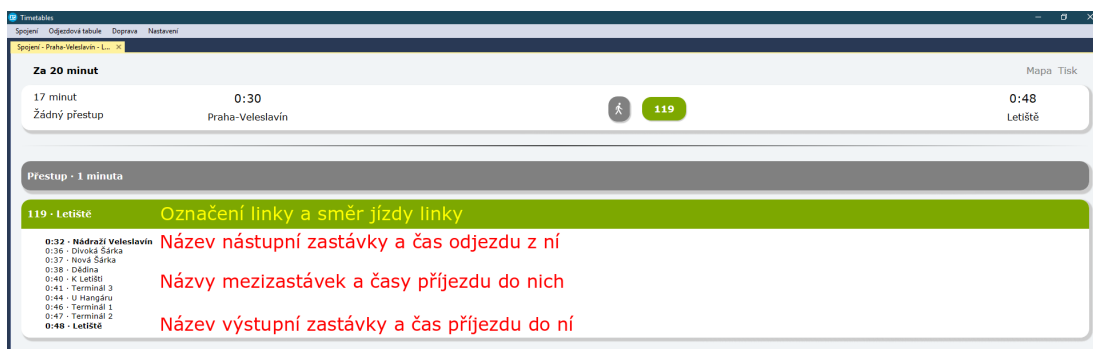 Timetables
Spojení Odjezdová tabule Doprava Nastavení
Spojení - Praha-Veleslavín - L...
Za 20 minut Mapa Tisk
17 minut 0:30 0:48
Žádný přestup Praha-Veleslavín 119 Letiště
Přestup · 1 minuta
119 · Letiště Označení linky a směr jízdy linky
0:32 · Nádraží Veleslavín Název nástupní zastávky a čas odjezdu z ní
0:36 · Divoká Šárka
0:37 · Nová Šárka
0:38 · Dědina
0:40 · K Letišti Názvy mezizastávek a časy příjezdu do nich
0:41 · Terminál 3
0:44 · U Hangáru
0:46 · Terminál 1
0:47 · Terminál 2
0:48 · Letiště Název výstupní zastávky a čas příjezdu do ní